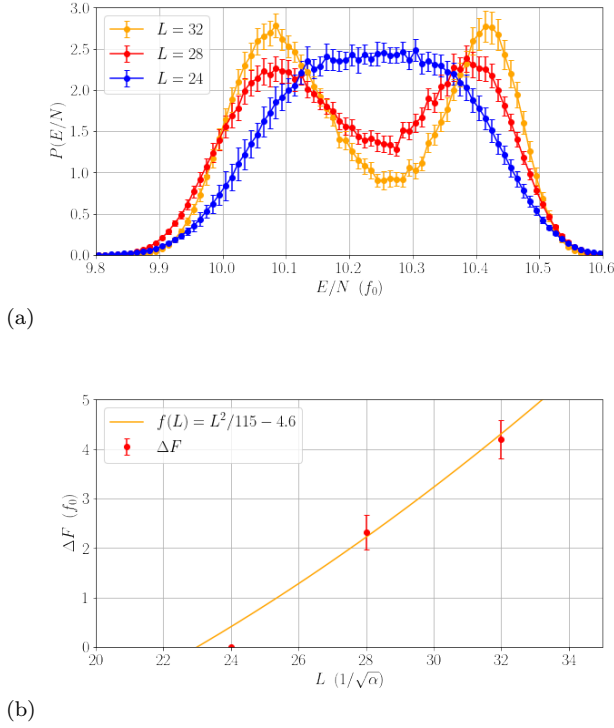 3.0
2.5
2.0
1.5
1.0
0.5
0.0
P(E/N)
L = 32
L = 28
L = 24
9.8 9.9 10.0 10.1 10.2 10.3 10.4 10.5 10.6
E/N (f₀)
(a)
5
4
3
2
1
0
ΔF (f₀)
f(L) = L²/115 − 4.6
ΔF
20 22 24 26 28 30 32 34
L (1/√α)
(b)